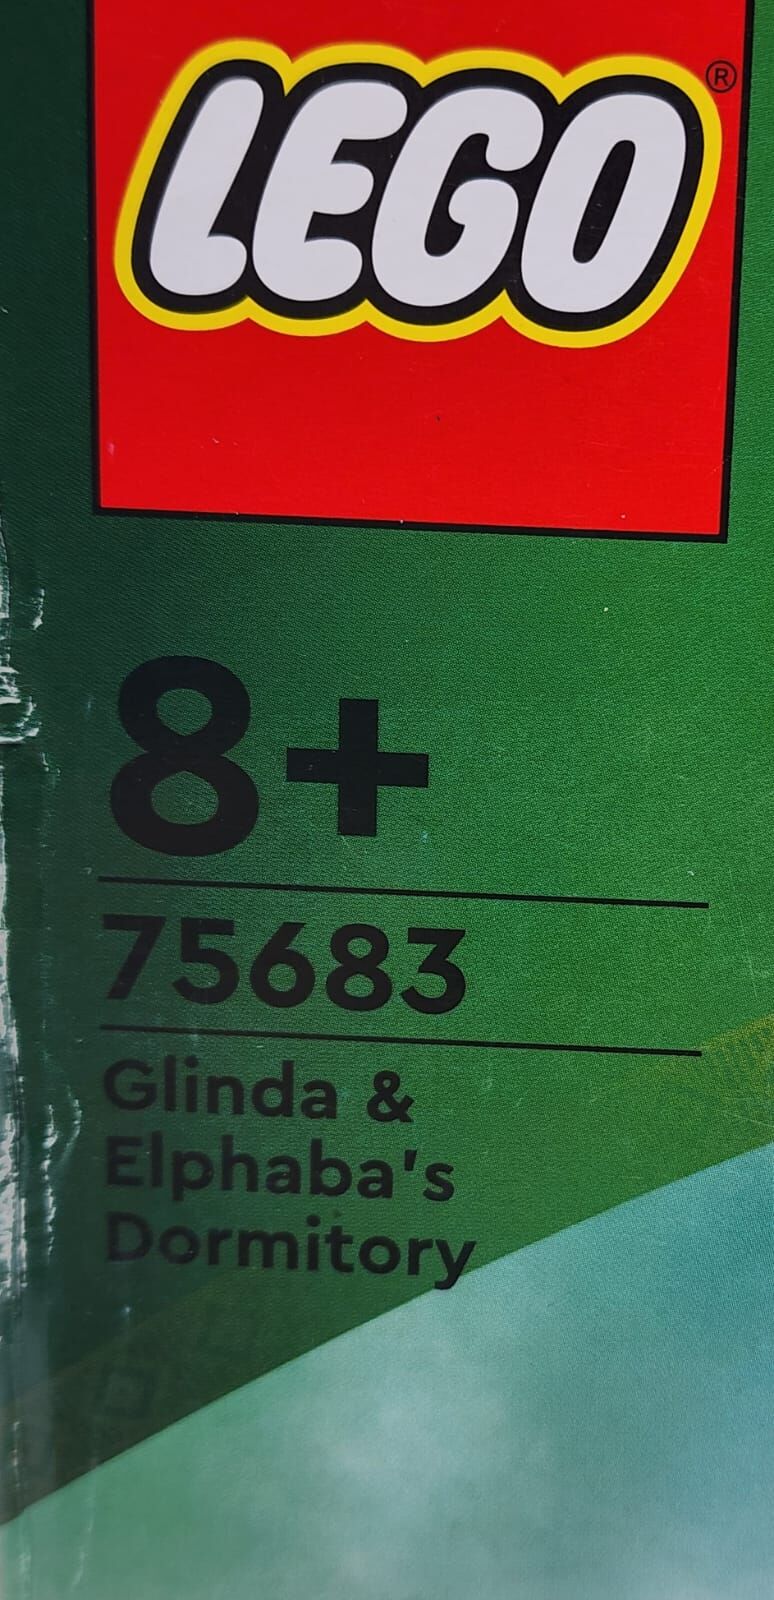 LEGO®
8+
75683
Glinda &
Elphaba's
Dormitory